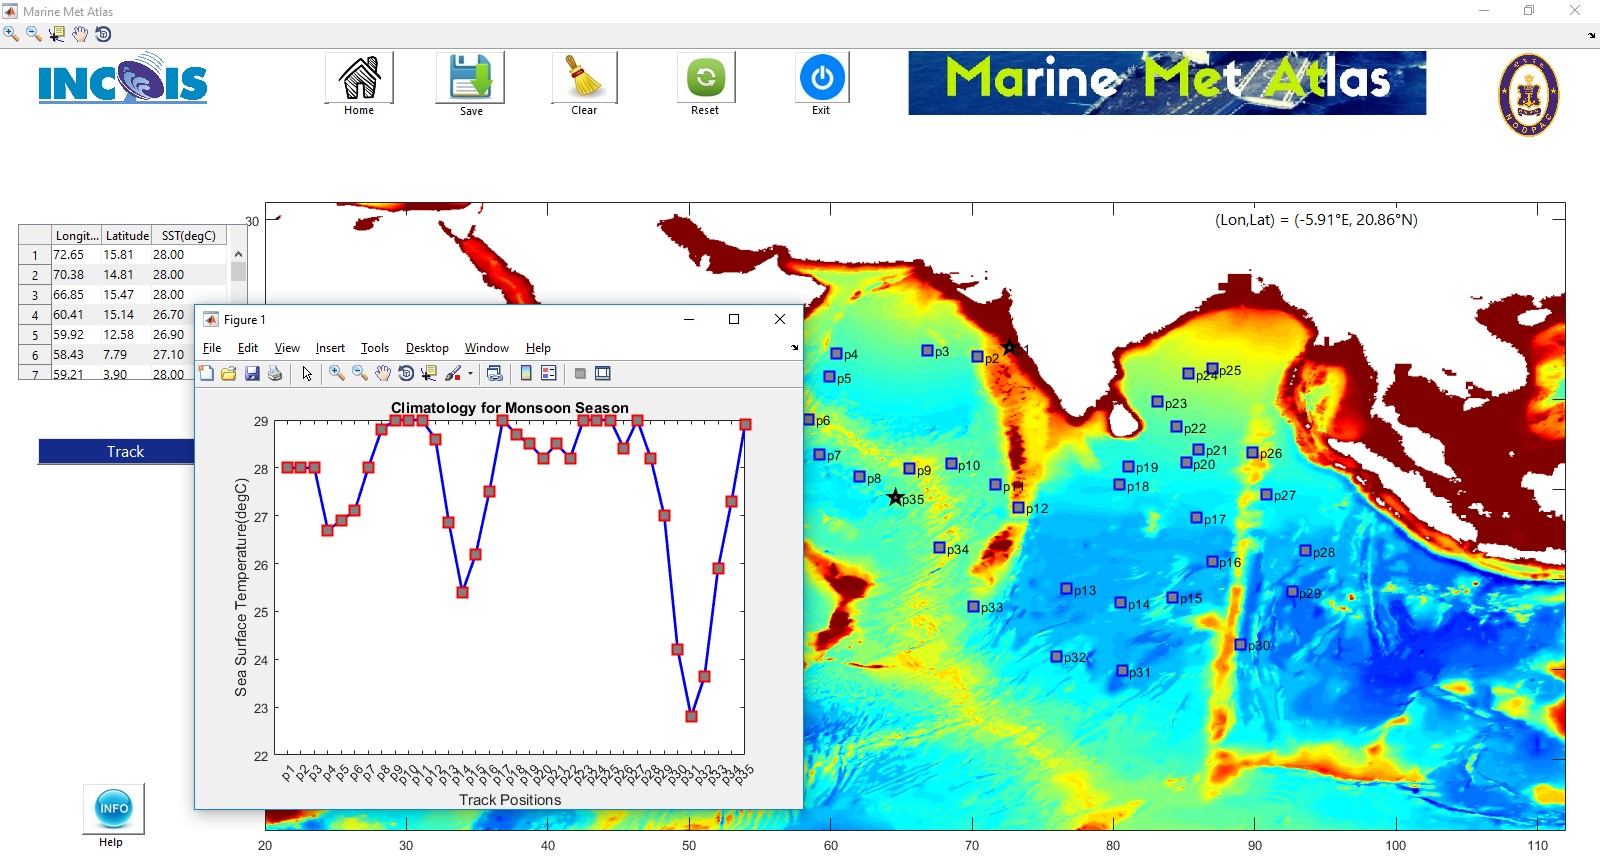 Marine Met Atlas
INCOIS
Home
Save
Clear
Reset
Exit
Marine Met Atlas
NODPAC
(Lon,Lat) = (-5.91°E, 20.86°N)
30
Longit... Latitude SST(degC)
1 72.65 15.81 28.00
2 70.38 14.81 28.00
3 66.85 15.47 28.00
4 60.41 15.14 26.70
5 59.92 12.58 26.90
6 58.43 7.79 27.10
7 59.21 3.90 28.00
Track
INFO
Help
Figure 1
File Edit View Insert Tools Desktop Window Help
Climatology for Monsoon Season
Sea Surface Temperature(degC)
29
28
27
26
25
24
23
22
p1 p2 p3 p4 p5 p6 p7 p8 p9 p10 p11 p12 p13 p14 p15 p16 p17 p18 p19 p20 p21 p22 p23 p24 p25 p26 p27 p28 p29 p30 p31 p32 p33 p34 p35
Track Positions
p4 p3 p2 p1
p5
p24 p25
p23
p6 p22
p7 p21 p26
p8 p9 p10 p19 p20
p11 p18
p35 p27
p12 p17
p34 p16 p28
p13 p15 p29
p33 p14
p30
p32 p31
20 30 40 50 60 70 80 90 100 110